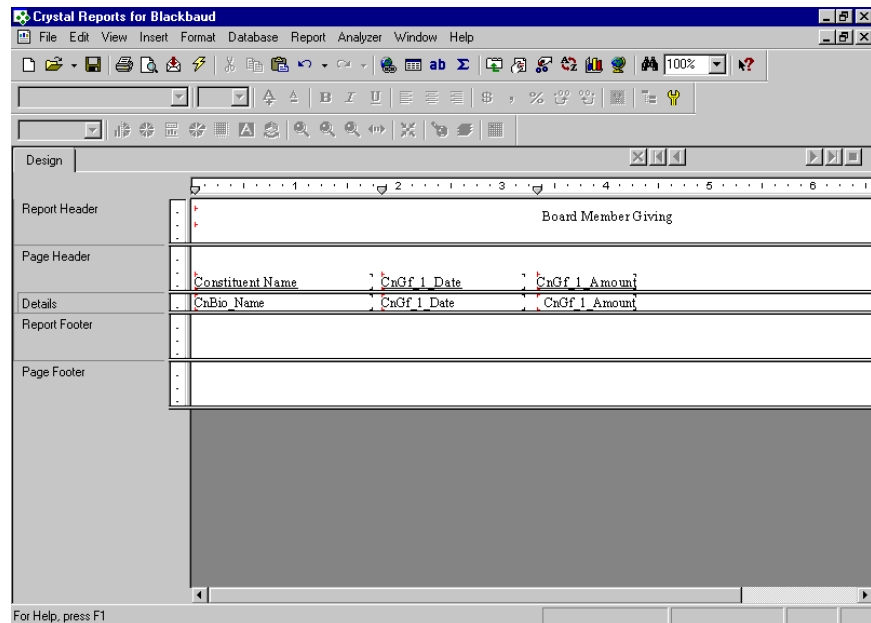 Crystal Reports for Blackbaud
File Edit View Insert Format Database Report Analyzer Window Help
ab Σ 100%
B I U $ , %
A
Design
1 2 3 4 5 6
Report Header
Board Member Giving
Page Header
Constituent Name CnGf_1_Date CnGf_1_Amount
Details CnBio_Name CnGf_1_Date CnGf_1_Amount
Report Footer
Page Footer
For Help, press F1